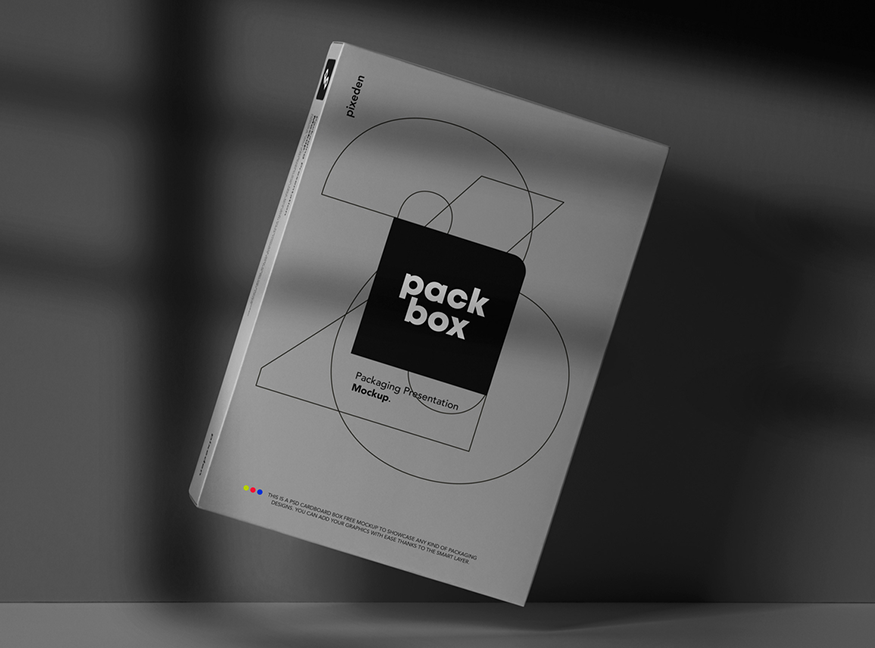 pixeden
pack
box
Packaging Presentation
Mockup.
THIS IS A PSD CARDBOARD BOX FREE MOCKUP TO SHOWCASE ANY KIND OF PACKAGING
DESIGNS. YOU CAN ADD YOUR GRAPHICS WITH EASE THANKS TO THE SMART LAYER.